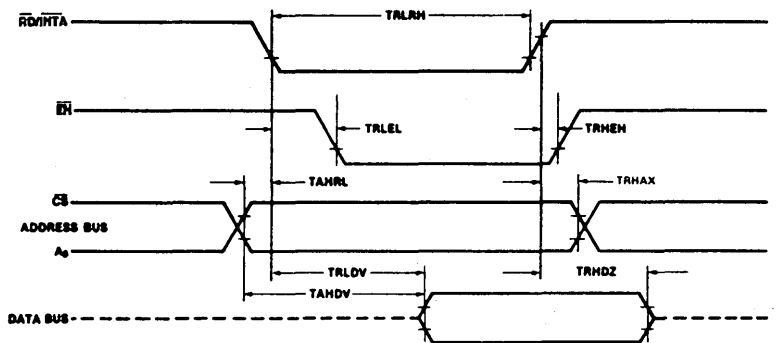 TRLRH
RD/INTA
EN
TRLEL
TRHEH
TAHRL
TRHAX
CS
ADDRESS BUS
A₀
TRLDV
TRHDZ
TAHDV
DATA BUS